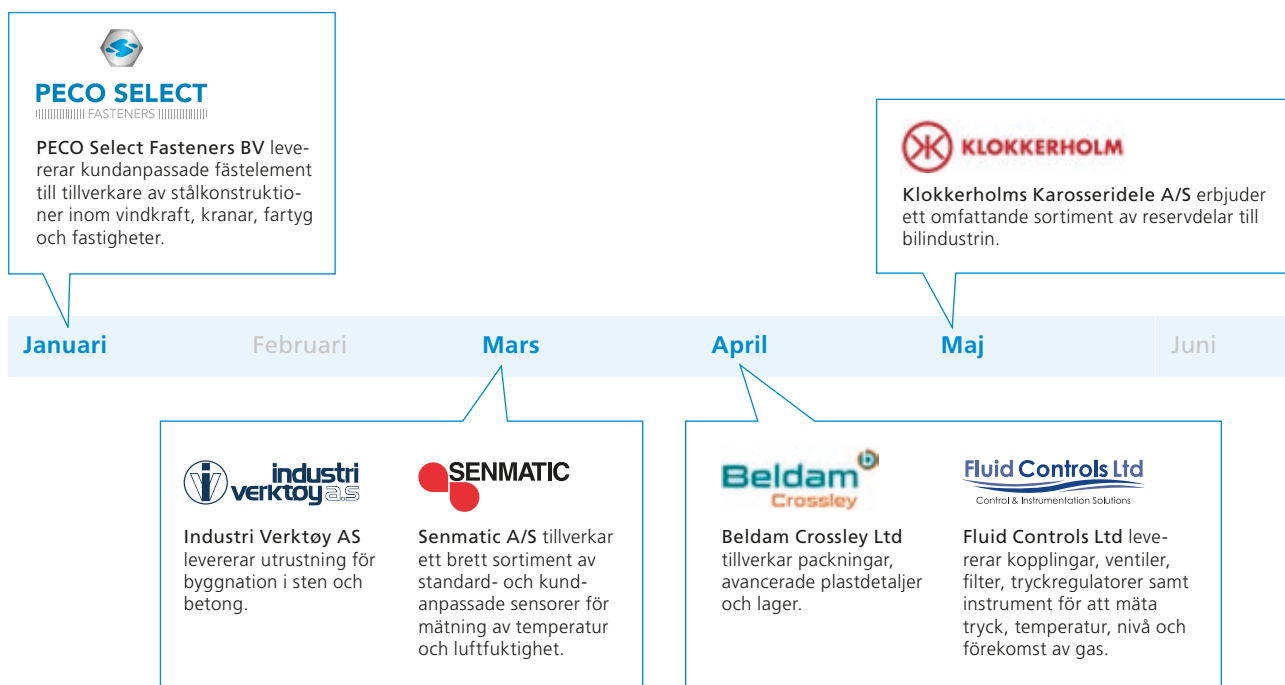 PECO SELECT
FASTENERS
PECO Select Fasteners BV leve-
rerar kundanpassade fästelement
till tillverkare av stålkonstruktio-
ner inom vindkraft, kranar, fartyg
och fastigheter.
KLOKKERHOLM
Klokkerholms Karosseridele A/S erbjuder
ett omfattande sortiment av reservdelar till
bilindustrin.
Januari
Februari
Mars
April
Maj
Juni
industri
verktøy a.s
Industri Verktøy AS
levererar utrustning för
byggnation i sten och
betong.
SENMATIC
Senmatic A/S tillverkar
ett brett sortiment av
standard- och kund-
anpassade sensorer för
mätning av temperatur
och luftfuktighet.
Beldam
Crossley
Beldam Crossley Ltd
tillverkar packningar,
avancerade plastdetaljer
och lager.
Fluid Controls Ltd
Control & Instrumentation Solutions
Fluid Controls Ltd leve-
rerar kopplingar, ventiler,
filter, tryckregulatorer samt
instrument för att mäta
tryck, temperatur, nivå och
förekomst av gas.